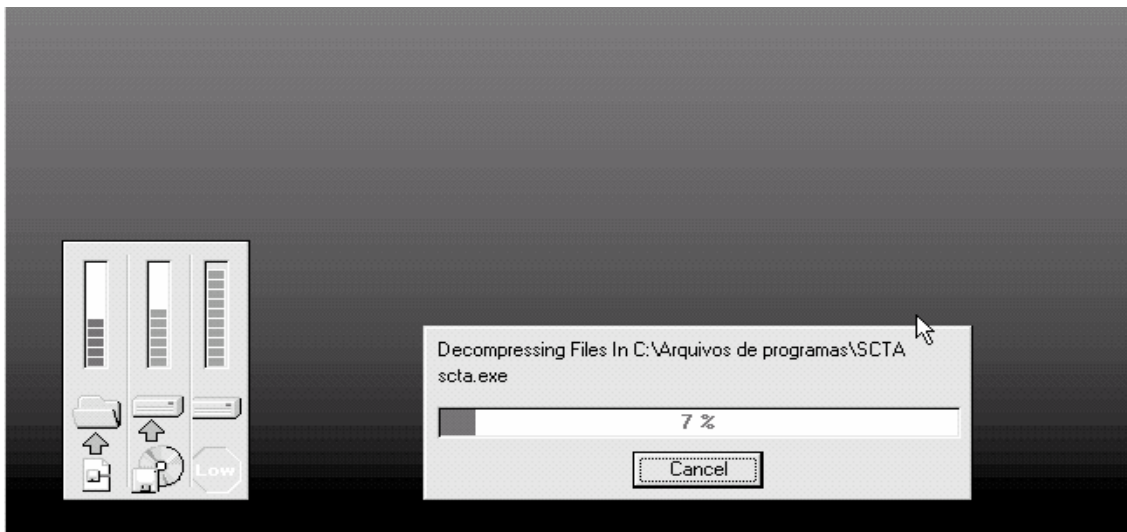 Decompressing Files In C:\Arquivos de programas\SCTA
scta.exe
7 %
Cancel
Low